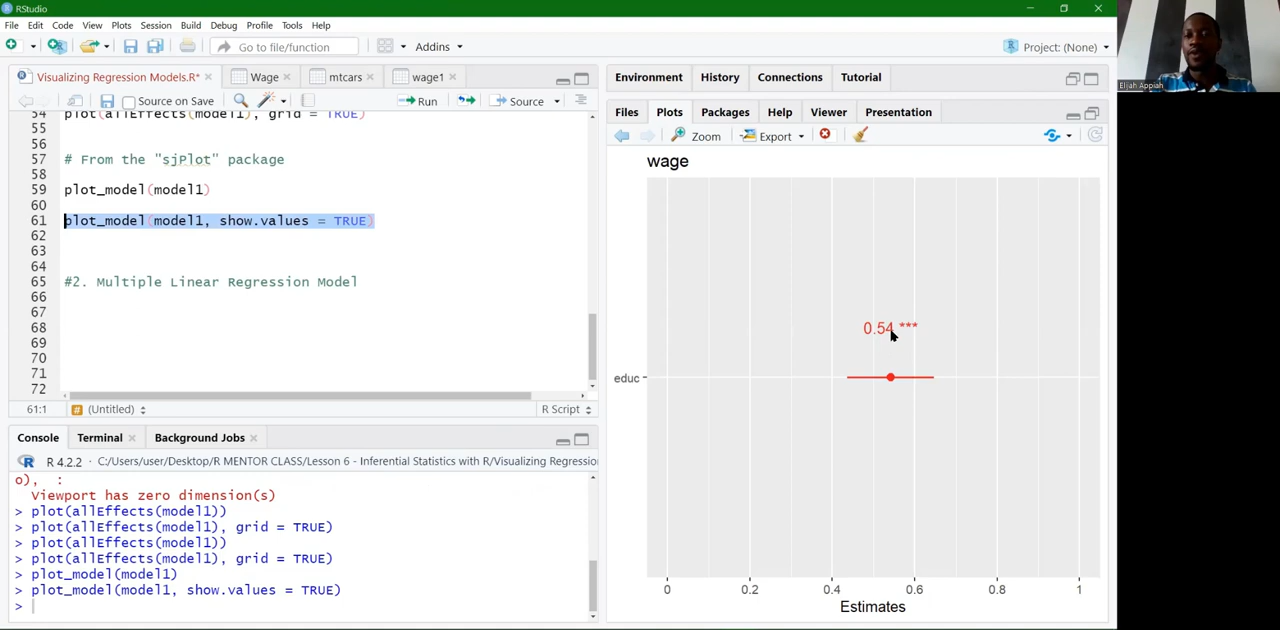 RStudio
File Edit Code View Plots Session Build Debug Profile Tools Help
Go to file/function Addins Project: (None)
Visualizing Regression Models.R* Wage mtcars wage1
Source on Save Run Source
54 plot(allEffects(model1), grid = TRUE)
55
56
57 # From the "sjPlot" package
58
59 plot_model(model1)
60
61 plot_model(model1, show.values = TRUE)
62
63
64
65 #2. Multiple Linear Regression Model
66
67
68
69
70
71
72
61:1 (Untitled) R Script
Console Terminal Background Jobs
R 4.2.2 · C:/Users/user/Desktop/R MENTOR CLASS/Lesson 6 - Inferential Statistics with R/Visualizing Regressio
o), :
Viewport has zero dimension(s)
> plot(allEffects(model1))
> plot(allEffects(model1), grid = TRUE)
> plot(allEffects(model1))
> plot(allEffects(model1), grid = TRUE)
> plot_model(model1)
> plot_model(model1, show.values = TRUE)
>
Environment History Connections Tutorial
Files Plots Packages Help Viewer Presentation
Zoom Export
wage
0.54 ***
educ
0 0.2 0.4 0.6 0.8 1
Estimates
Elijah Appiah